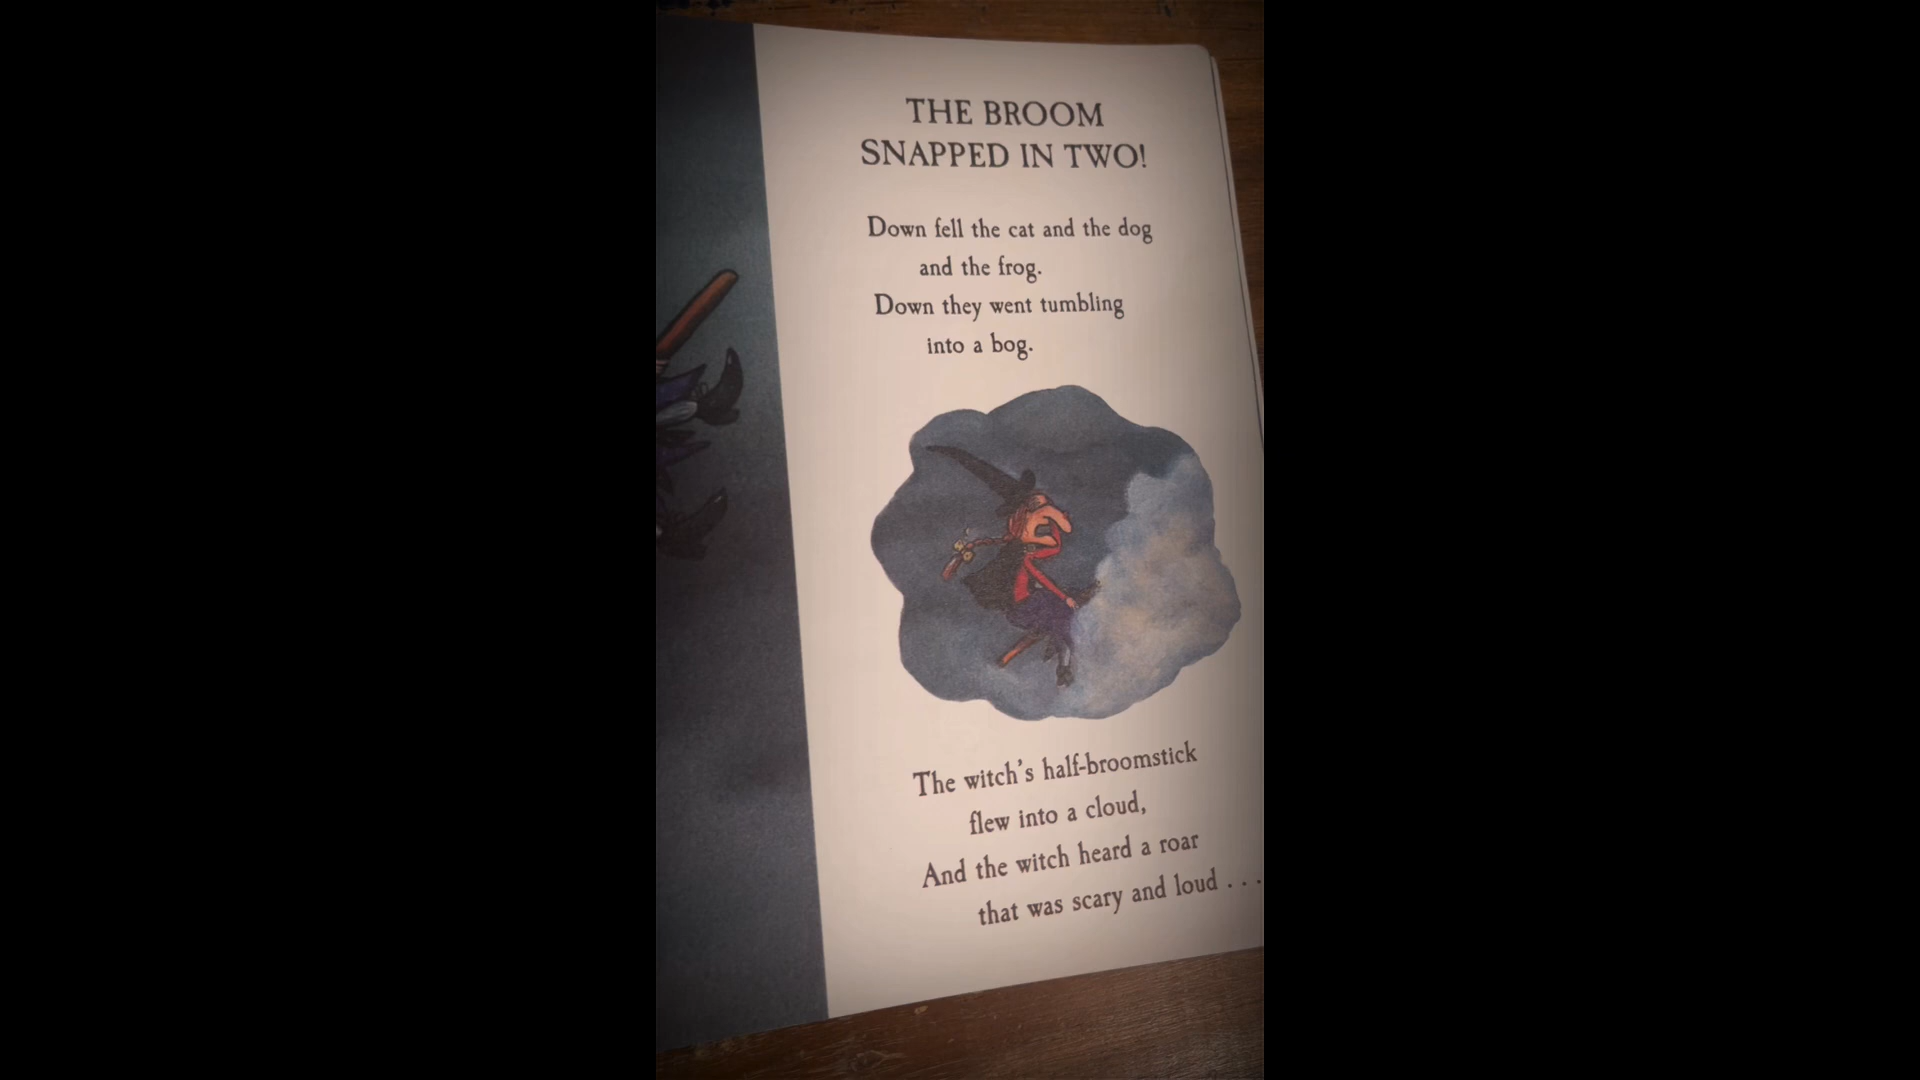 THE BROOM
SNAPPED IN TWO!
Down fell the cat and the dog
and the frog.
Down they went tumbling
into a bog.
The witch's half-broomstick
flew into a cloud,
And the witch heard a roar
that was scary and loud . . .